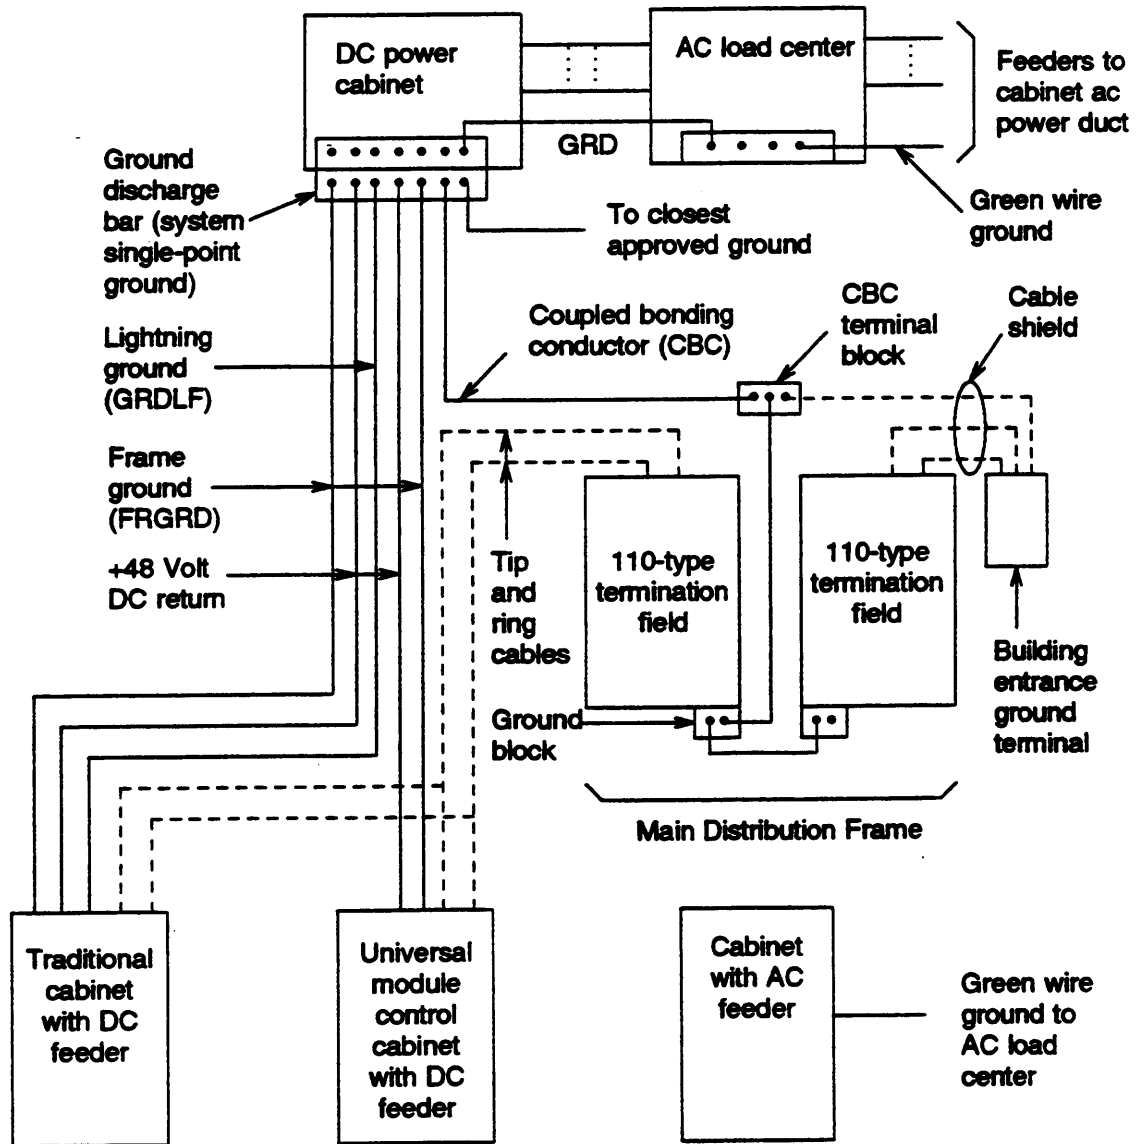 DC power
cabinet
AC load center
Feeders to
cabinet ac
power duct
GRD
Ground
discharge
bar (system
single-point
ground)
To closest
approved ground
Green wire
ground
Lightning
ground
(GRDLF)
Coupled bonding
conductor (CBC)
CBC
terminal
block
Cable
shield
Frame
ground
(FRGRD)
+48 Volt
DC return
Tip
and
ring
cables
110-type
termination
field
110-type
termination
field
Building
entrance
ground
terminal
Ground
block
Main Distribution Frame
Traditional
cabinet
with DC
feeder
Universal
module
control
cabinet
with DC
feeder
Cabinet
with AC
feeder
Green wire
ground to
AC load
center